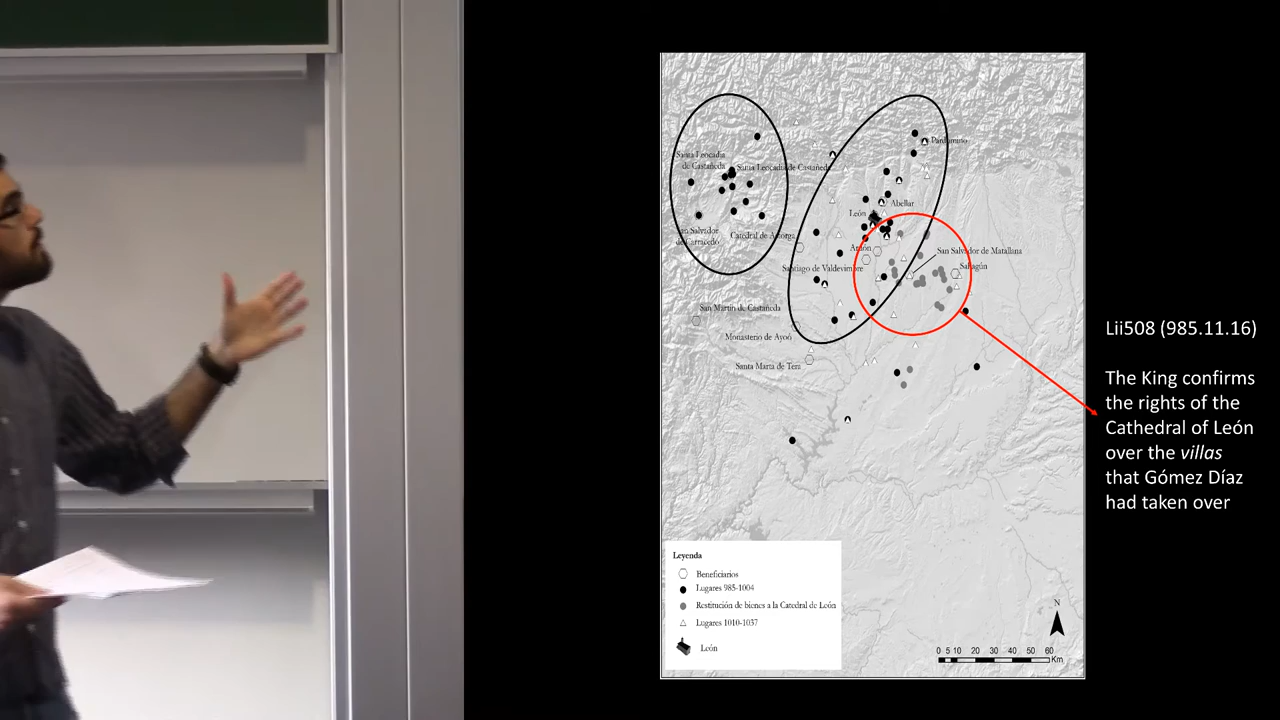 Pardomino
Santa Leocadia
de Castañeda
Santa Leocadia de Castañeda
Abellar
León
San Salvador
de Carracedo
Catedral de Astorga
Ardón
San Salvador de Matallana
Santiago de Valdevimbre
Sahagún
San Martín de Castañeda
Monasterio de Ayoó
Santa Marta de Tera
Lii508 (985.11.16)
The King confirms
the rights of the
Cathedral of León
over the villas
that Gómez Díaz
had taken over
Leyenda
Beneficiarios
Lugares 985-1004
Restitución de bienes a la Catedral de León
Lugares 1010-1037
León
N
0 5 10 20 30 40 50 60
Km